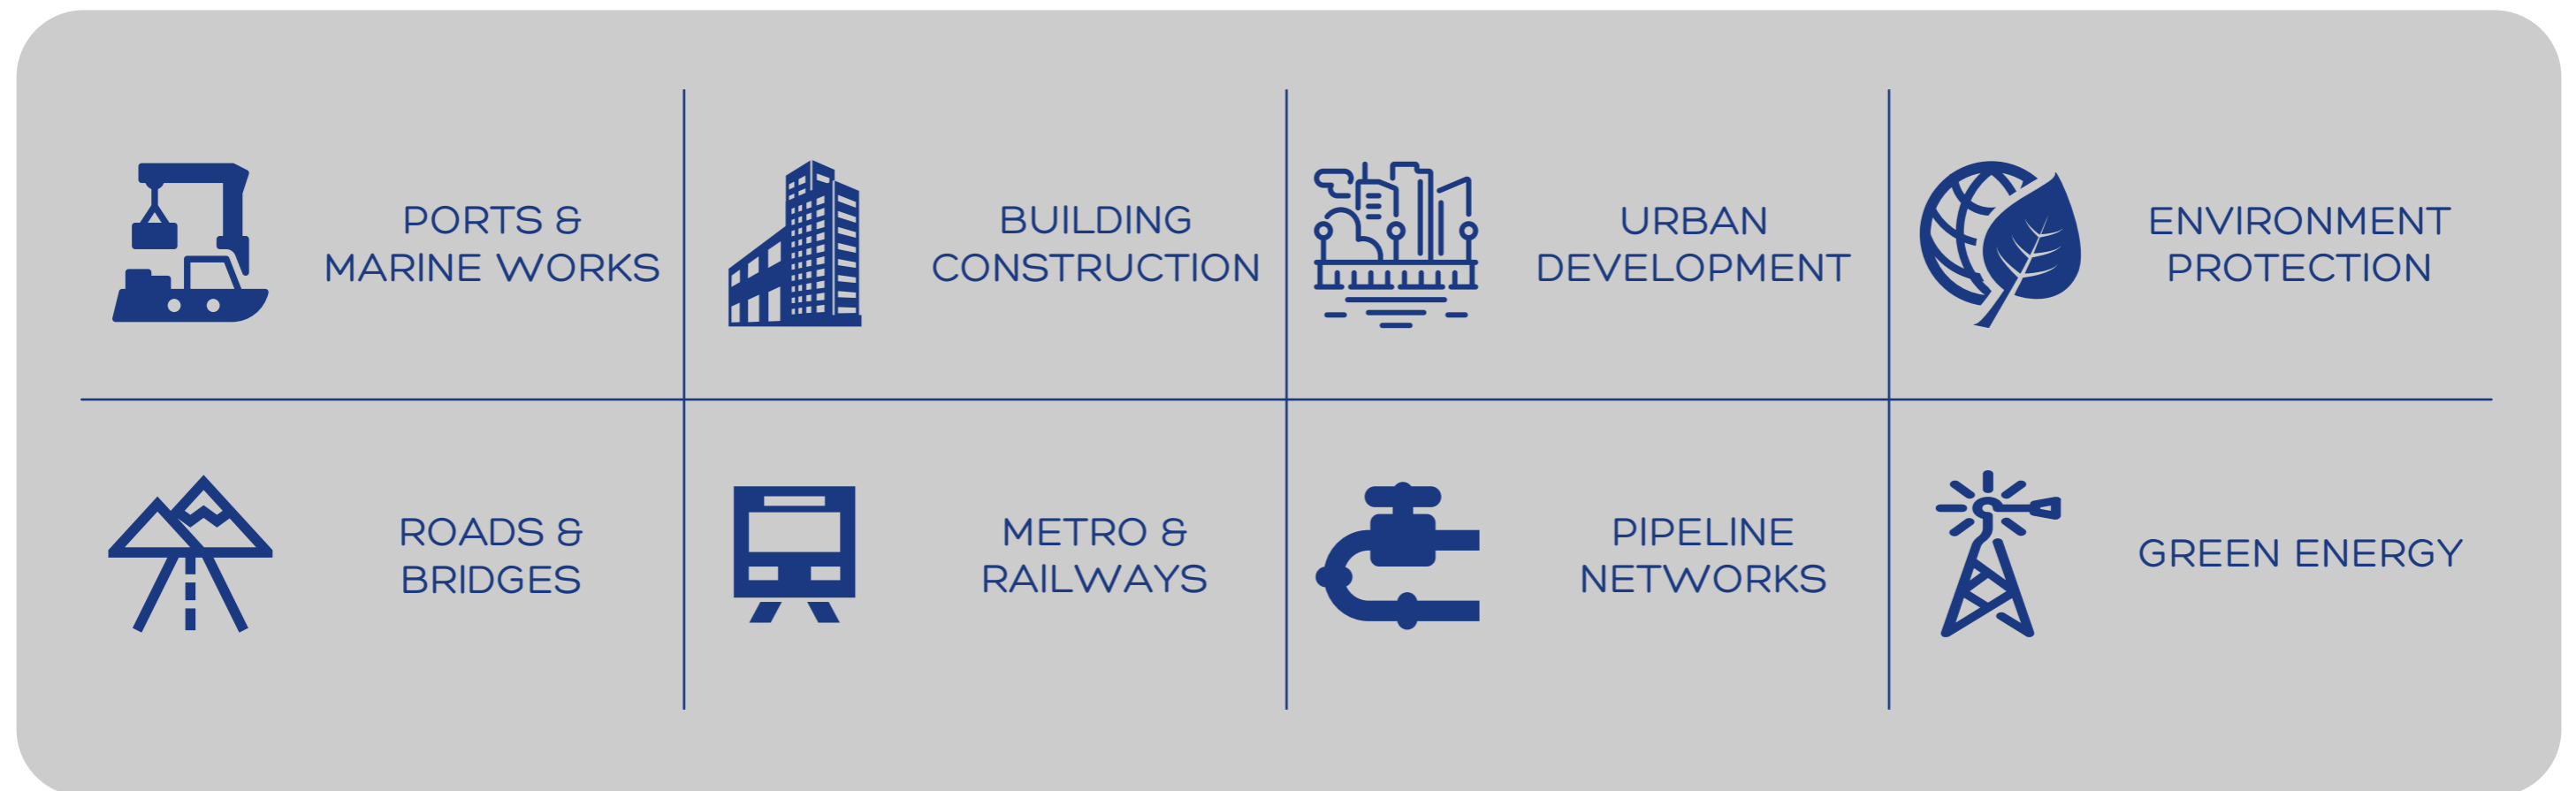 PORTS &
MARINE WORKS
BUILDING
CONSTRUCTION
URBAN
DEVELOPMENT
ENVIRONMENT
PROTECTION
ROADS &
BRIDGES
METRO &
RAILWAYS
PIPELINE
NETWORKS
GREEN ENERGY